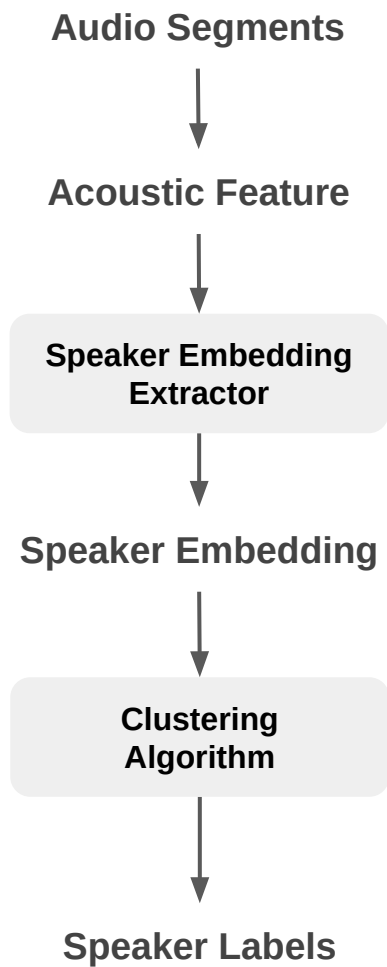 Audio Segments
Acoustic Feature
Speaker Embedding
Extractor
Speaker Embedding
Clustering
Algorithm
Speaker Labels